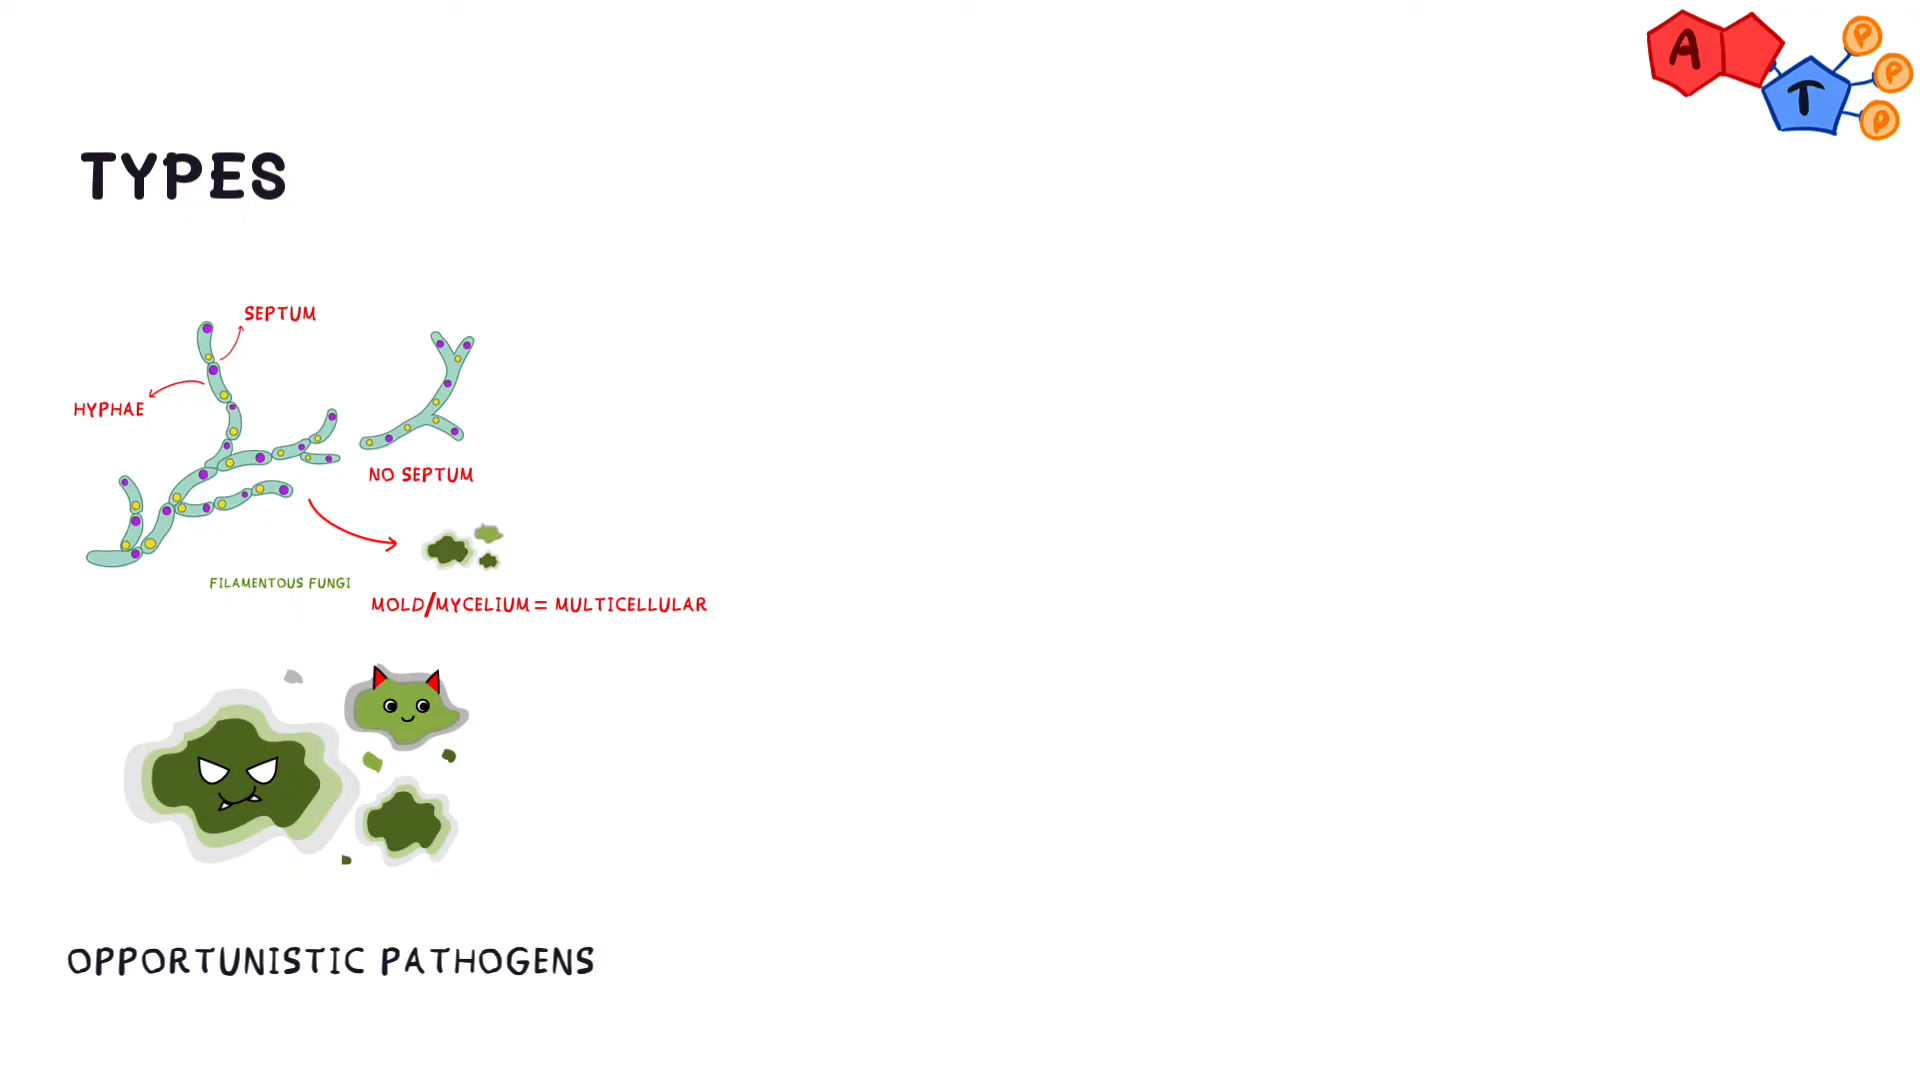 A
T
P
P
P
TYPES
SEPTUM
HYPHAE
NO SEPTUM
FILAMENTOUS FUNGI
MOLD/MYCELIUM = MULTICELLULAR
OPPORTUNISTIC PATHOGENS